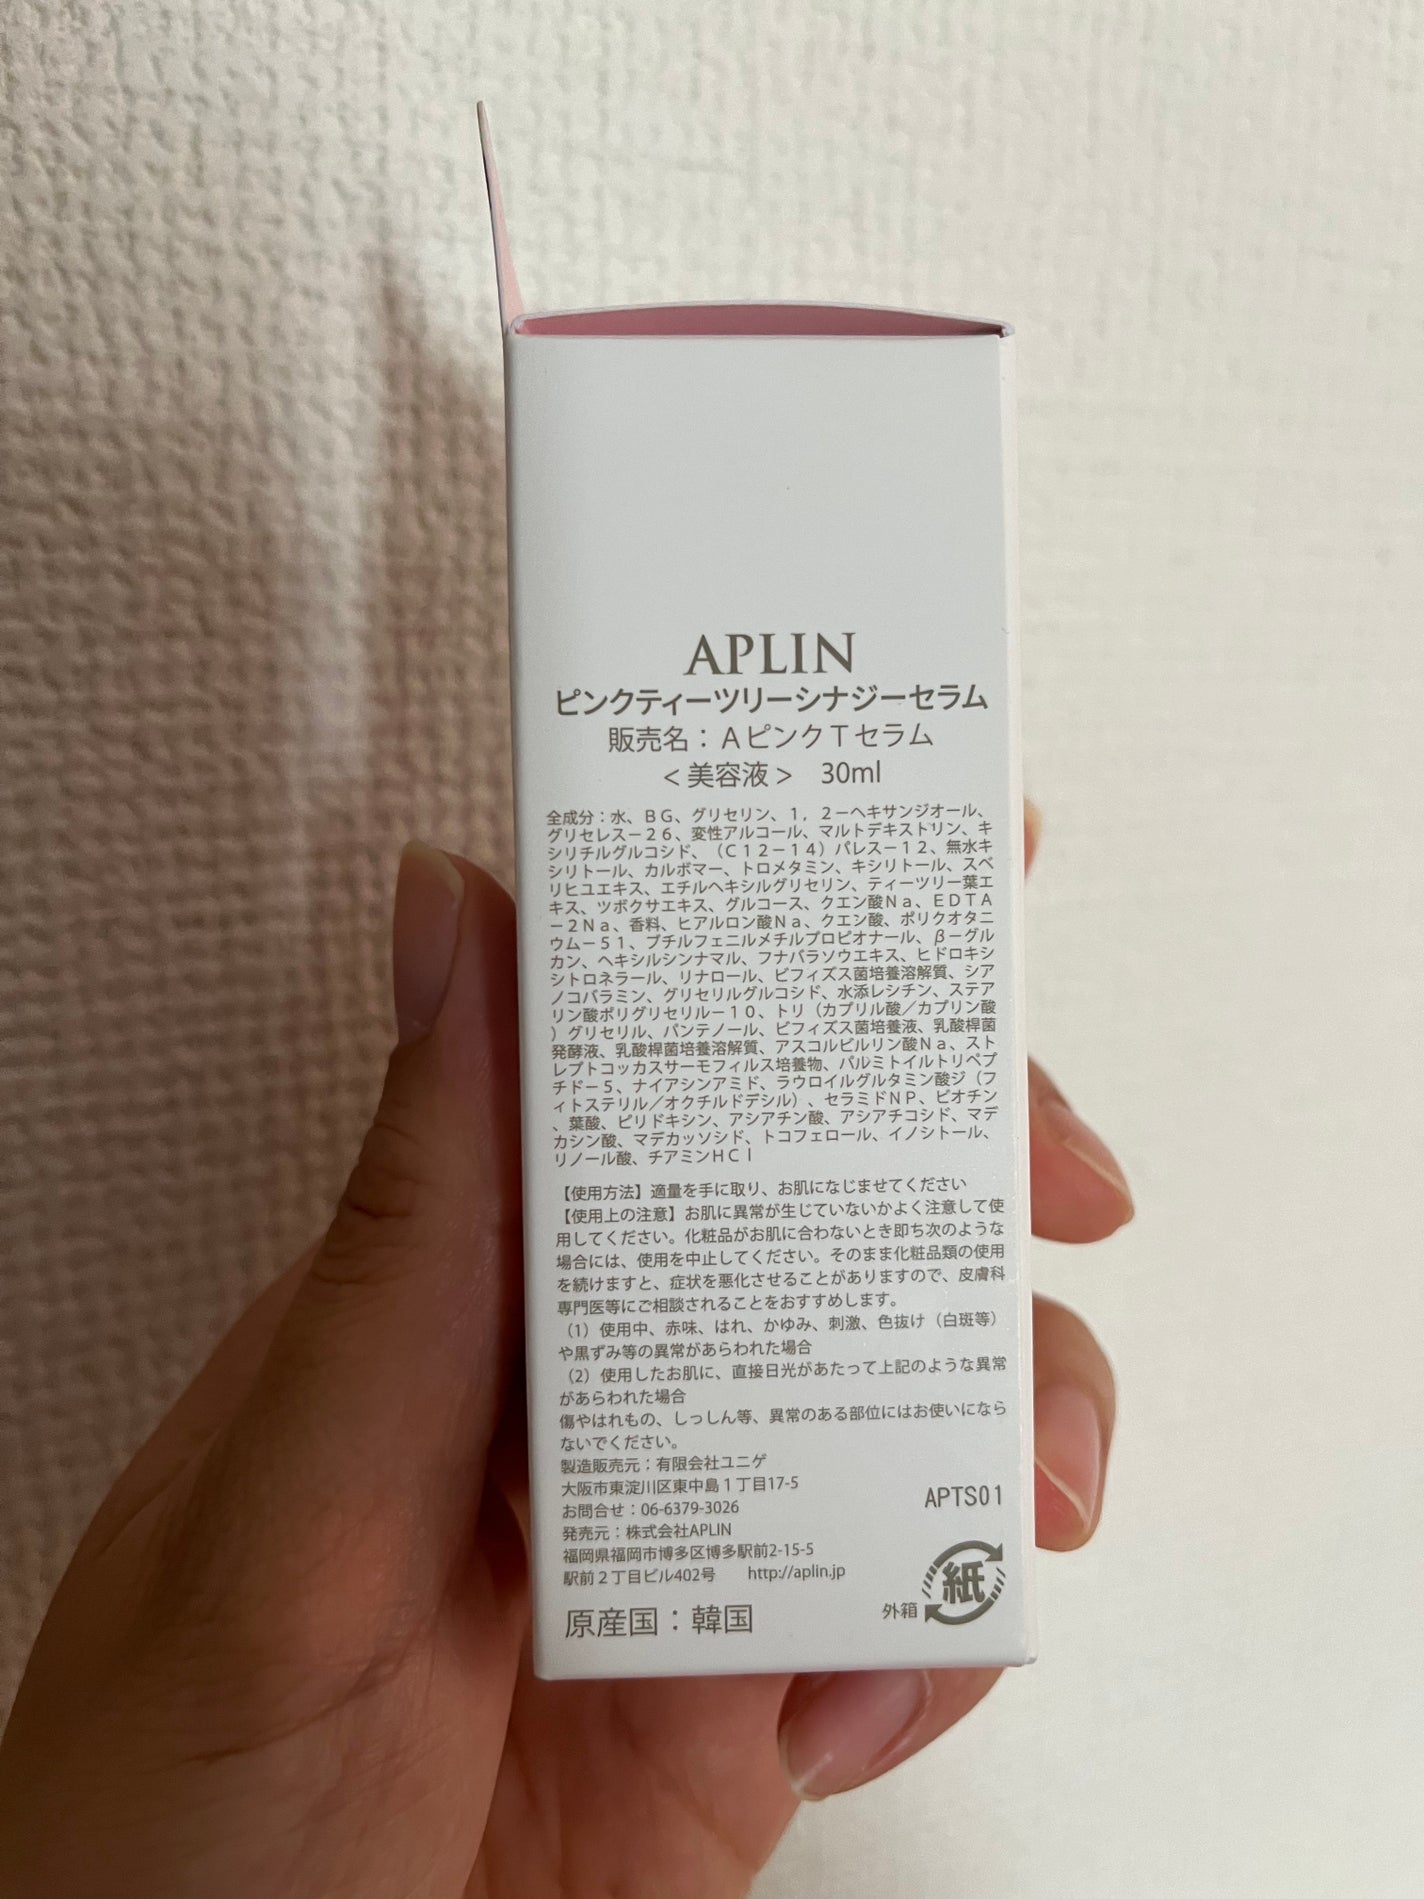 APLIN
ピンクティーツリーシナジーセラム
販売名：ＡピンクＴセラム
＜美容液＞　30ml
全成分：水、ＢＧ、グリセリン、１，２－ヘキサンジオール、
グリセレス－２６、変性アルコール、マルトデキストリン、キ
シリチルグルコシド、（Ｃ１２－１４）パレス－１２、無水キ
シリトール、カルボマー、トロメタミン、キシリトール、スベ
リヒユエキス、エチルヘキシルグリセリン、ティーツリー葉エ
キス、ツボクサエキス、グルコース、クエン酸Ｎａ、ＥＤＴＡ
－２Ｎａ、香料、ヒアルロン酸Ｎａ、クエン酸、ポリクオタニ
ウム－５１、ブチルフェニルメチルプロピオナール、β－グル
カン、ヘキシルシンナマル、フナバラソウエキス、ヒドロキシ
シトロネラール、リナロール、ビフィズス菌培養溶解質、シア
ノコバラミン、グリセリルグルコシド、水添レシチン、ステア
リン酸ポリグリセリル－１０、トリ（カプリル酸／カプリン酸
）グリセリル、パンテノール、ビフィズス菌培養液、乳酸桿菌
発酵液、乳酸桿菌培養溶解質、アスコルビルリン酸Ｎａ、スト
レプトコッカスサーモフィルス培養物、パルミトイルトリペプ
チド－５、ナイアシンアミド、ラウロイルグルタミン酸ジ（フ
ィトステリル／オクチルドデシル）、セラミドＮＰ、ビオチン
、葉酸、ピリドキシン、アシアチン酸、アシアチコシド、マデ
カシン酸、マデカッソシド、トコフェロール、イノシトール、
リノール酸、チアミンＨＣｌ
【使用方法】適量を手に取り、お肌になじませてください
【使用上の注意】お肌に異常が生じていないかよく注意して使
用してください。化粧品がお肌に合わないとき即ち次のような
場合には、使用を中止してください。そのまま化粧品類の使用
を続けますと、症状を悪化させることがありますので、皮膚科
専門医等にご相談されることをおすすめします。
（1）使用中、赤味、はれ、かゆみ、刺激、色抜け（白斑等）
や黒ずみ等の異常があらわれた場合
（2）使用したお肌に、直接日光があたって上記のような異常
があらわれた場合
傷やはれもの、しっしん等、異常のある部位にはお使いになら
ないでください。
製造販売元：有限会社ユニゲ
大阪市東淀川区東中島１丁目17-5
お問合せ：06-6379-3026
発売元：株式会社APLIN
福岡県福岡市博多区博多駅前2-15-5
駅前２丁目ビル402号　http://aplin.jp
原産国：韓国
APTS01
紙
外箱